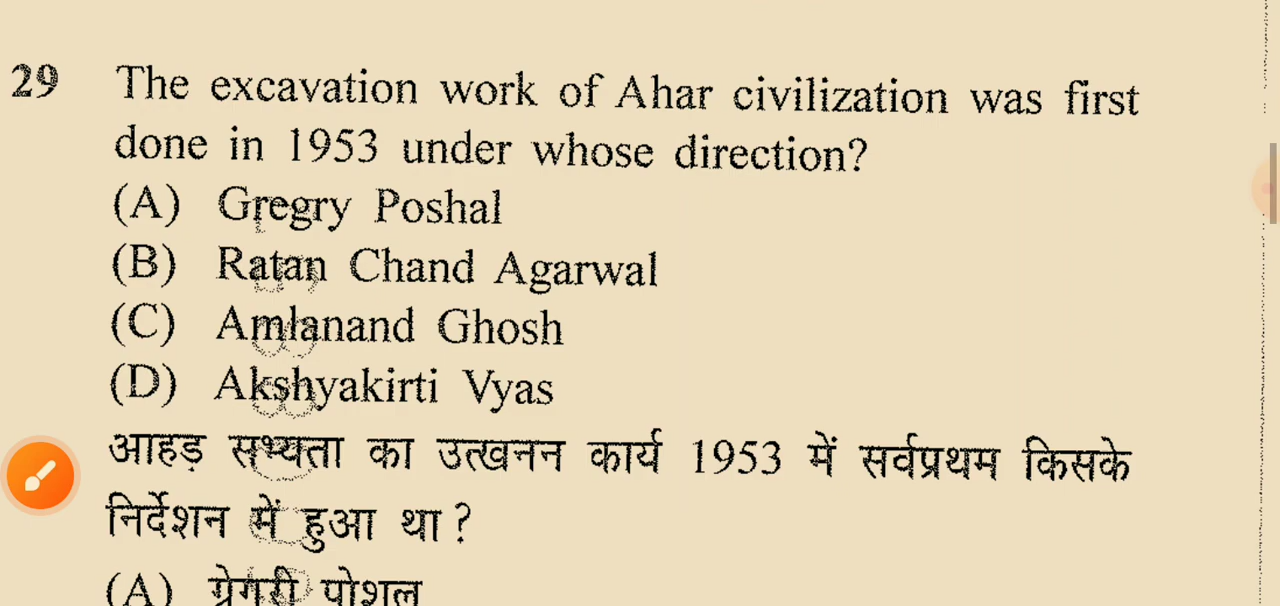 29 The excavation work of Ahar civilization was first
done in 1953 under whose direction?
(A) Gregry Poshal
(B) Ratan Chand Agarwal
(C) Amlanand Ghosh
(D) Akshyakirti Vyas
आहड़ सभ्यता का उत्खनन कार्य 1953 में सर्वप्रथम किसके
निर्देशन में हुआ था ?
(A) ग्रेगरी पोशल